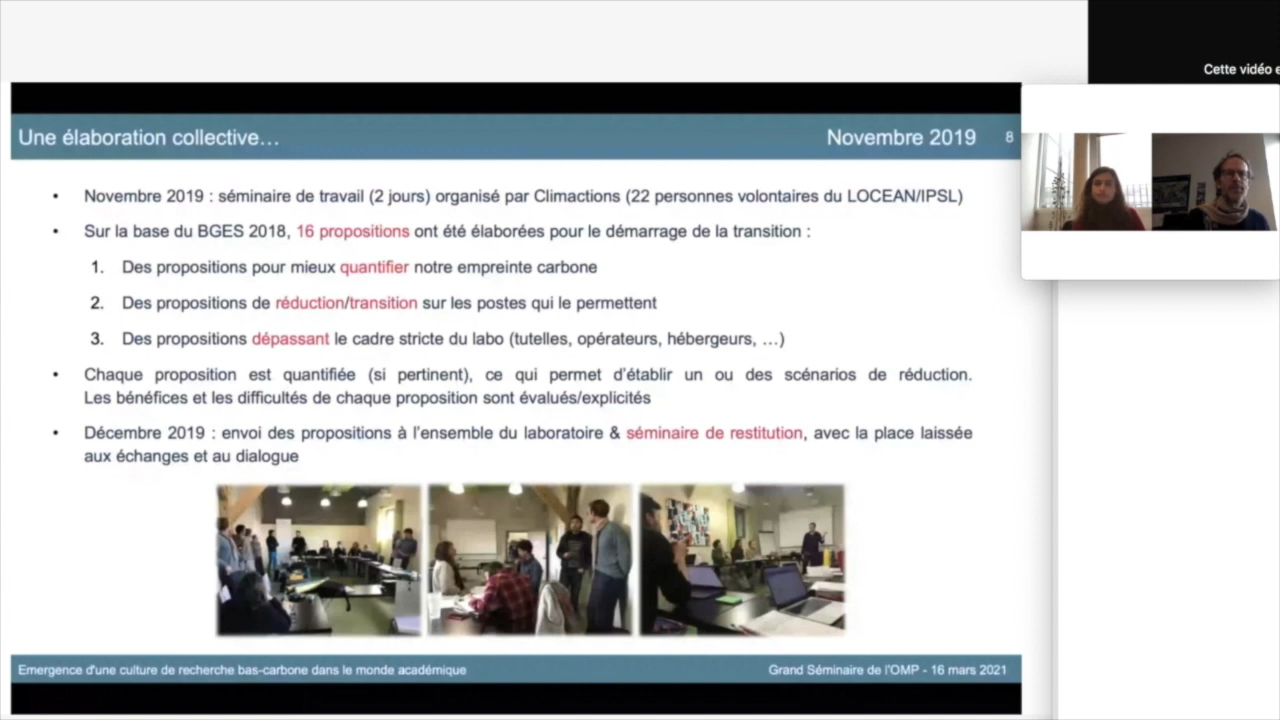 Cette vidéo e
Une élaboration collective…
Novembre 2019
8
• Novembre 2019 : séminaire de travail (2 jours) organisé par Climactions (22 personnes volontaires du LOCEAN/IPSL)
• Sur la base du BGES 2018, 16 propositions ont été élaborées pour le démarrage de la transition :
1. Des propositions pour mieux quantifier notre empreinte carbone
2. Des propositions de réduction/transition sur les postes qui le permettent
3. Des propositions dépassant le cadre stricte du labo (tutelles, opérateurs, hébergeurs, …)
• Chaque proposition est quantifiée (si pertinent), ce qui permet d'établir un ou des scénarios de réduction.
Les bénéfices et les difficultés de chaque proposition sont évalués/explicités
• Décembre 2019 : envoi des propositions à l'ensemble du laboratoire & séminaire de restitution, avec la place laissée
aux échanges et au dialogue
Emergence d'une culture de recherche bas-carbone dans le monde académique
Grand Séminaire de l'OMP - 16 mars 2021